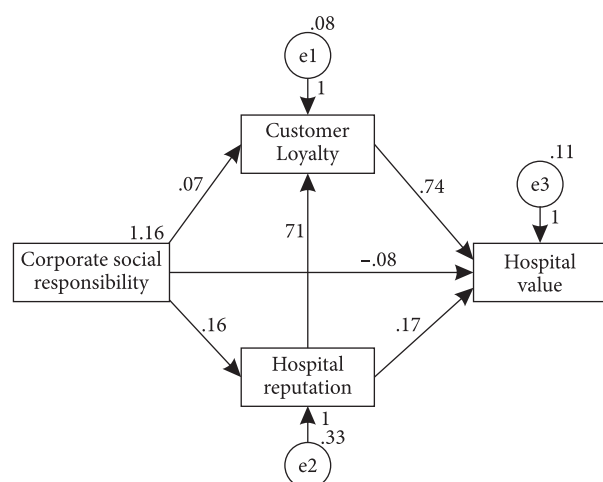 .08
e1
1
Customer
Loyalty
.11
e3
1
.07
.74
1.16
71
Corporate social
responsibility
–.08
Hospital
value
.16
.17
Hospital
reputation
1
.33
e2